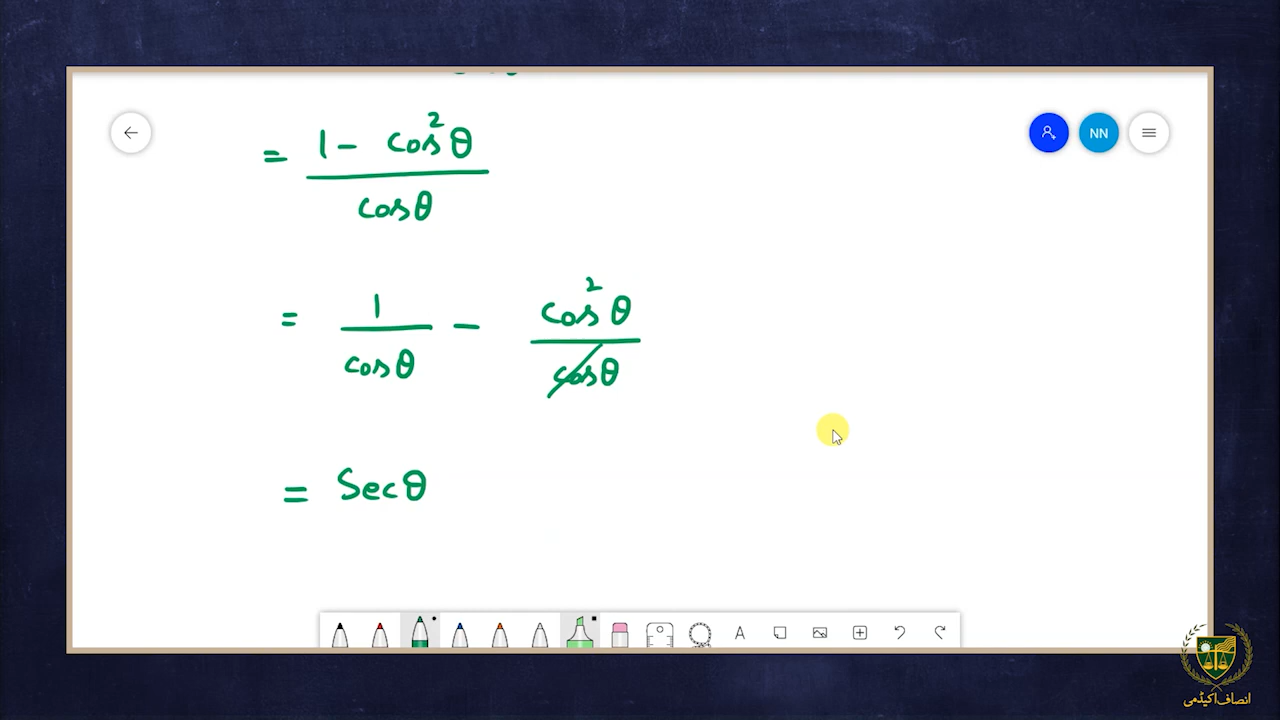 NN
= 1 - cos²θ / cosθ
= 1 / cosθ - cos²θ / cosθ
= Secθ
A
انصاف اکیڈمی